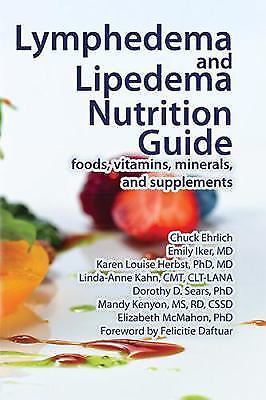 Lymphedema
and
Lipedema
Nutrition
Guide
foods, vitamins, minerals,
and supplements
Chuck Ehrlich
Emily Iker, MD
Karen Louise Herbst, PhD, MD
Linda-Anne Kahn, CMT, CLT-LANA
Dorothy D. Sears, PhD
Mandy Kenyon, MS, RD, CSSD
Elizabeth McMahon, PhD
Foreword by Felicitie Daftuar